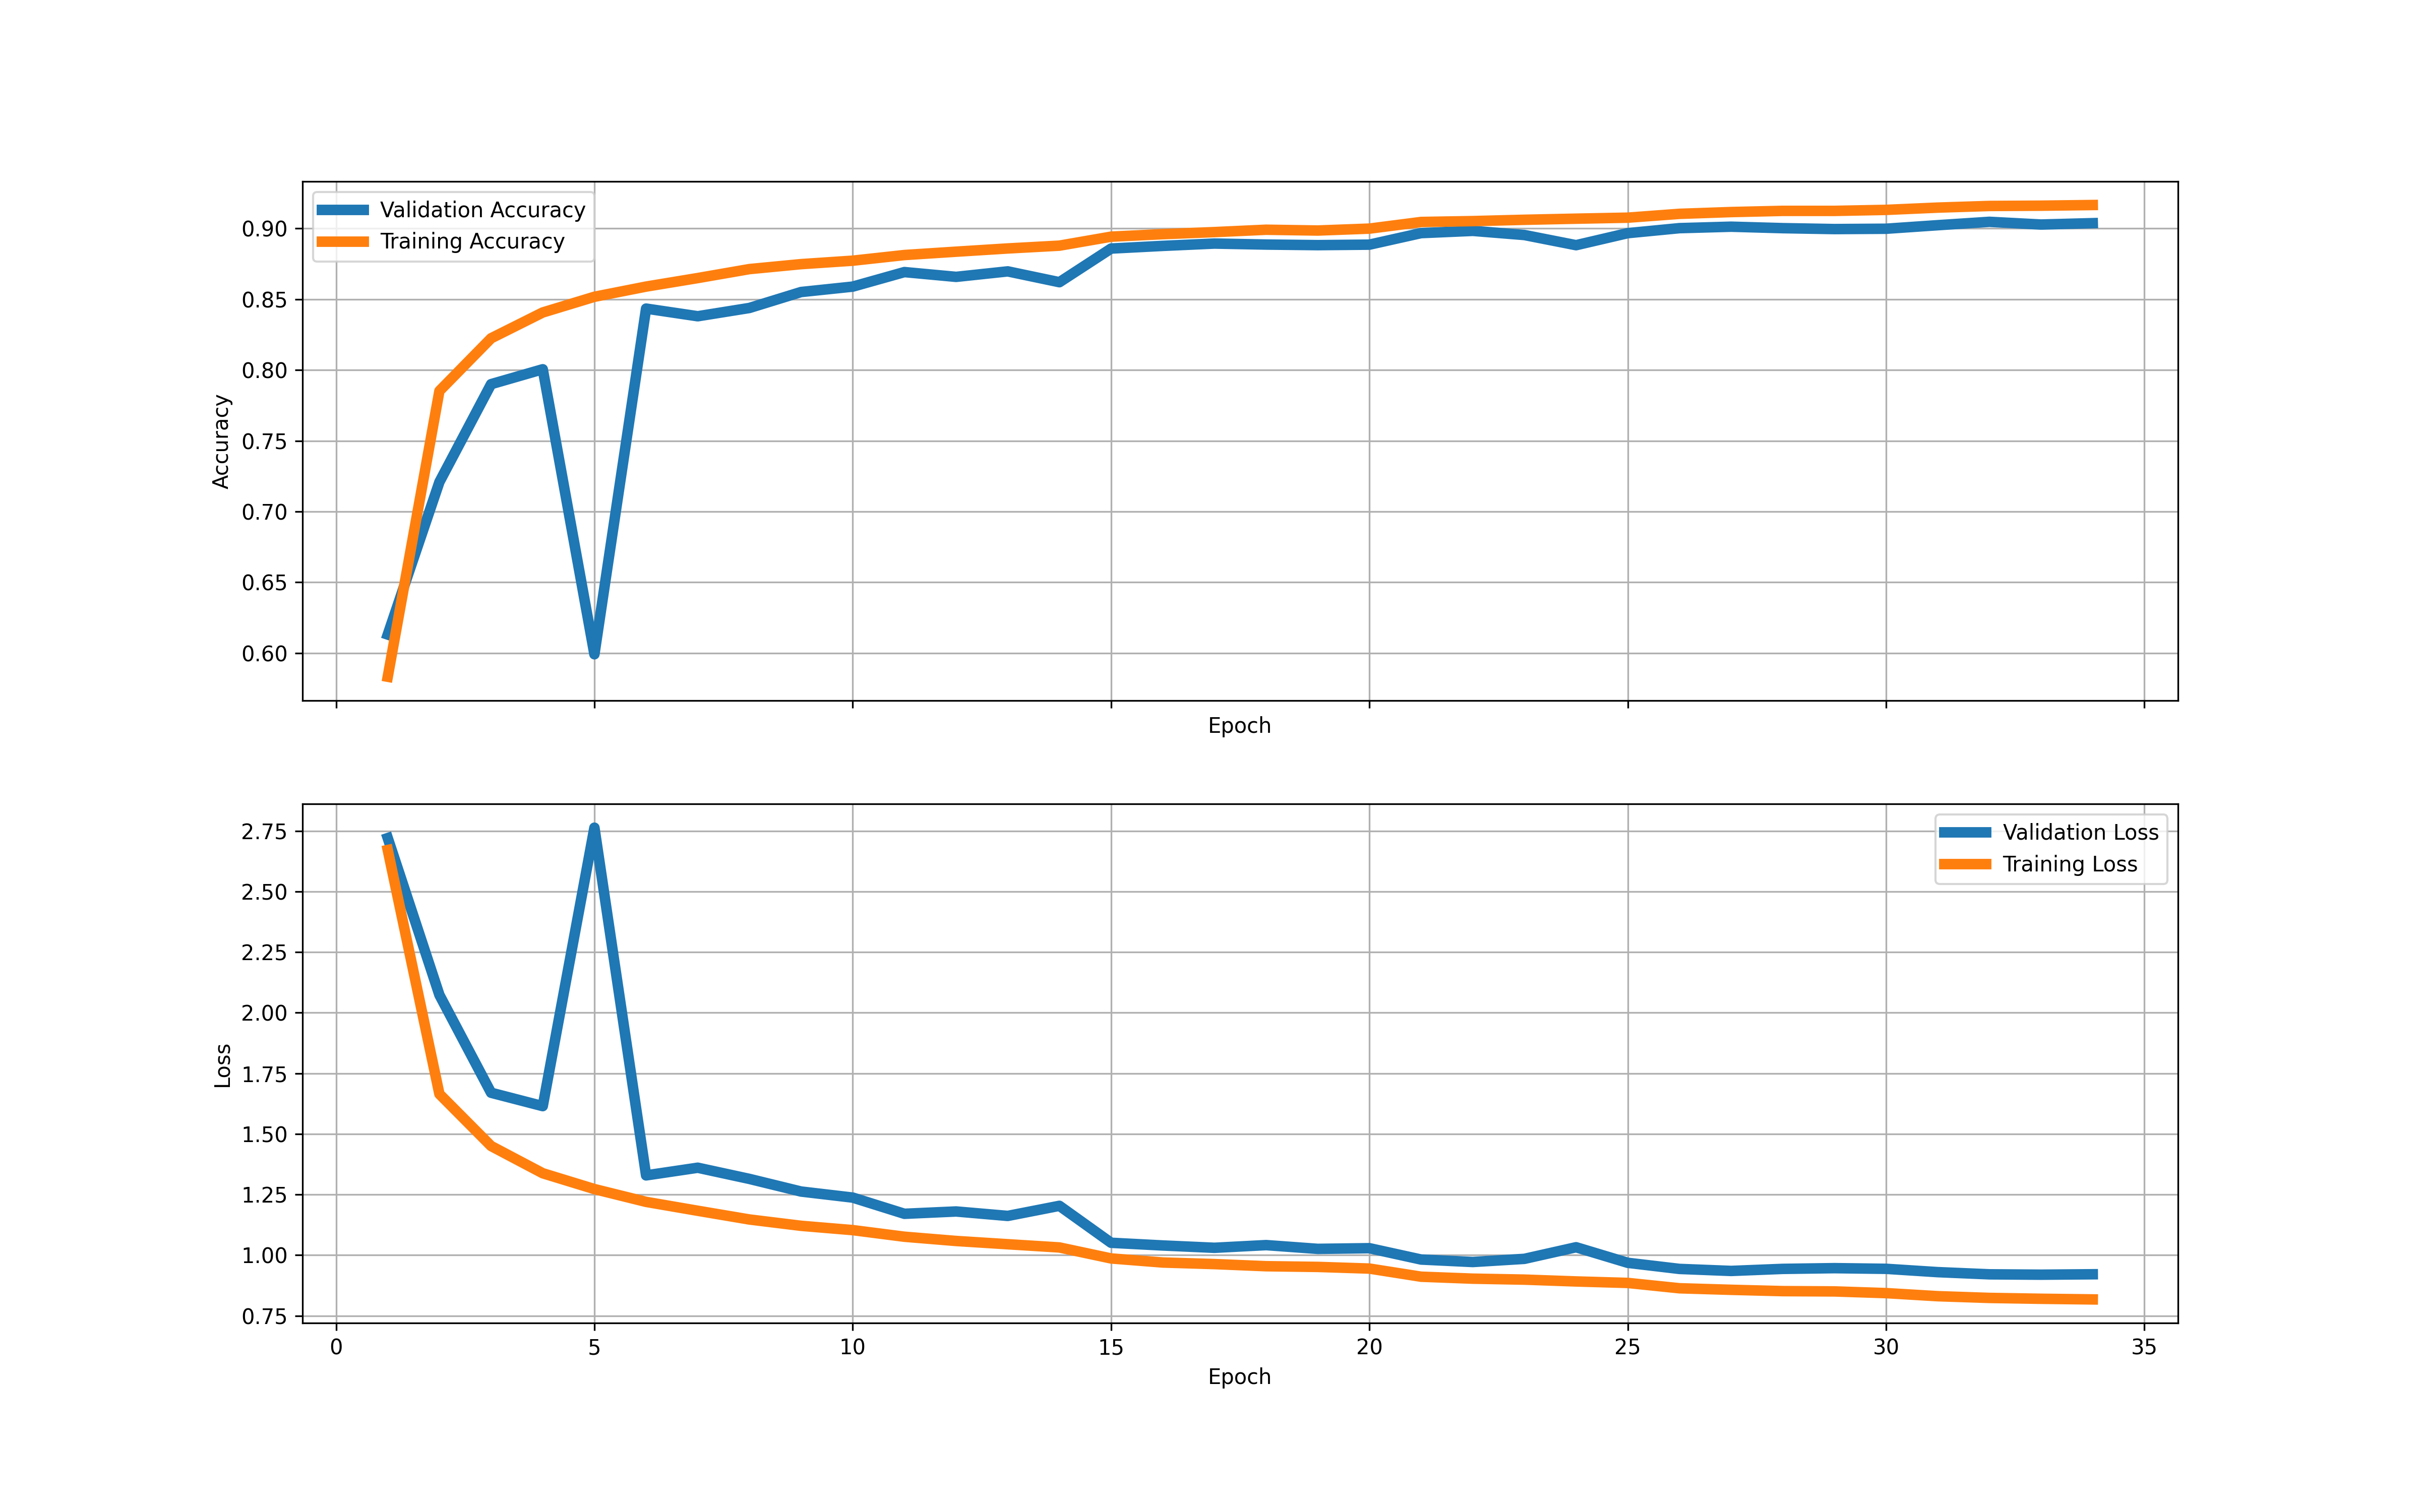 Validation Accuracy
Training Accuracy
0.90
0.85
0.80
0.75
0.70
0.65
0.60
Accuracy
Epoch
Validation Loss
Training Loss
2.75
2.50
2.25
2.00
1.75
1.50
1.25
1.00
0.75
Loss
0 5 10 15 20 25 30 35
Epoch